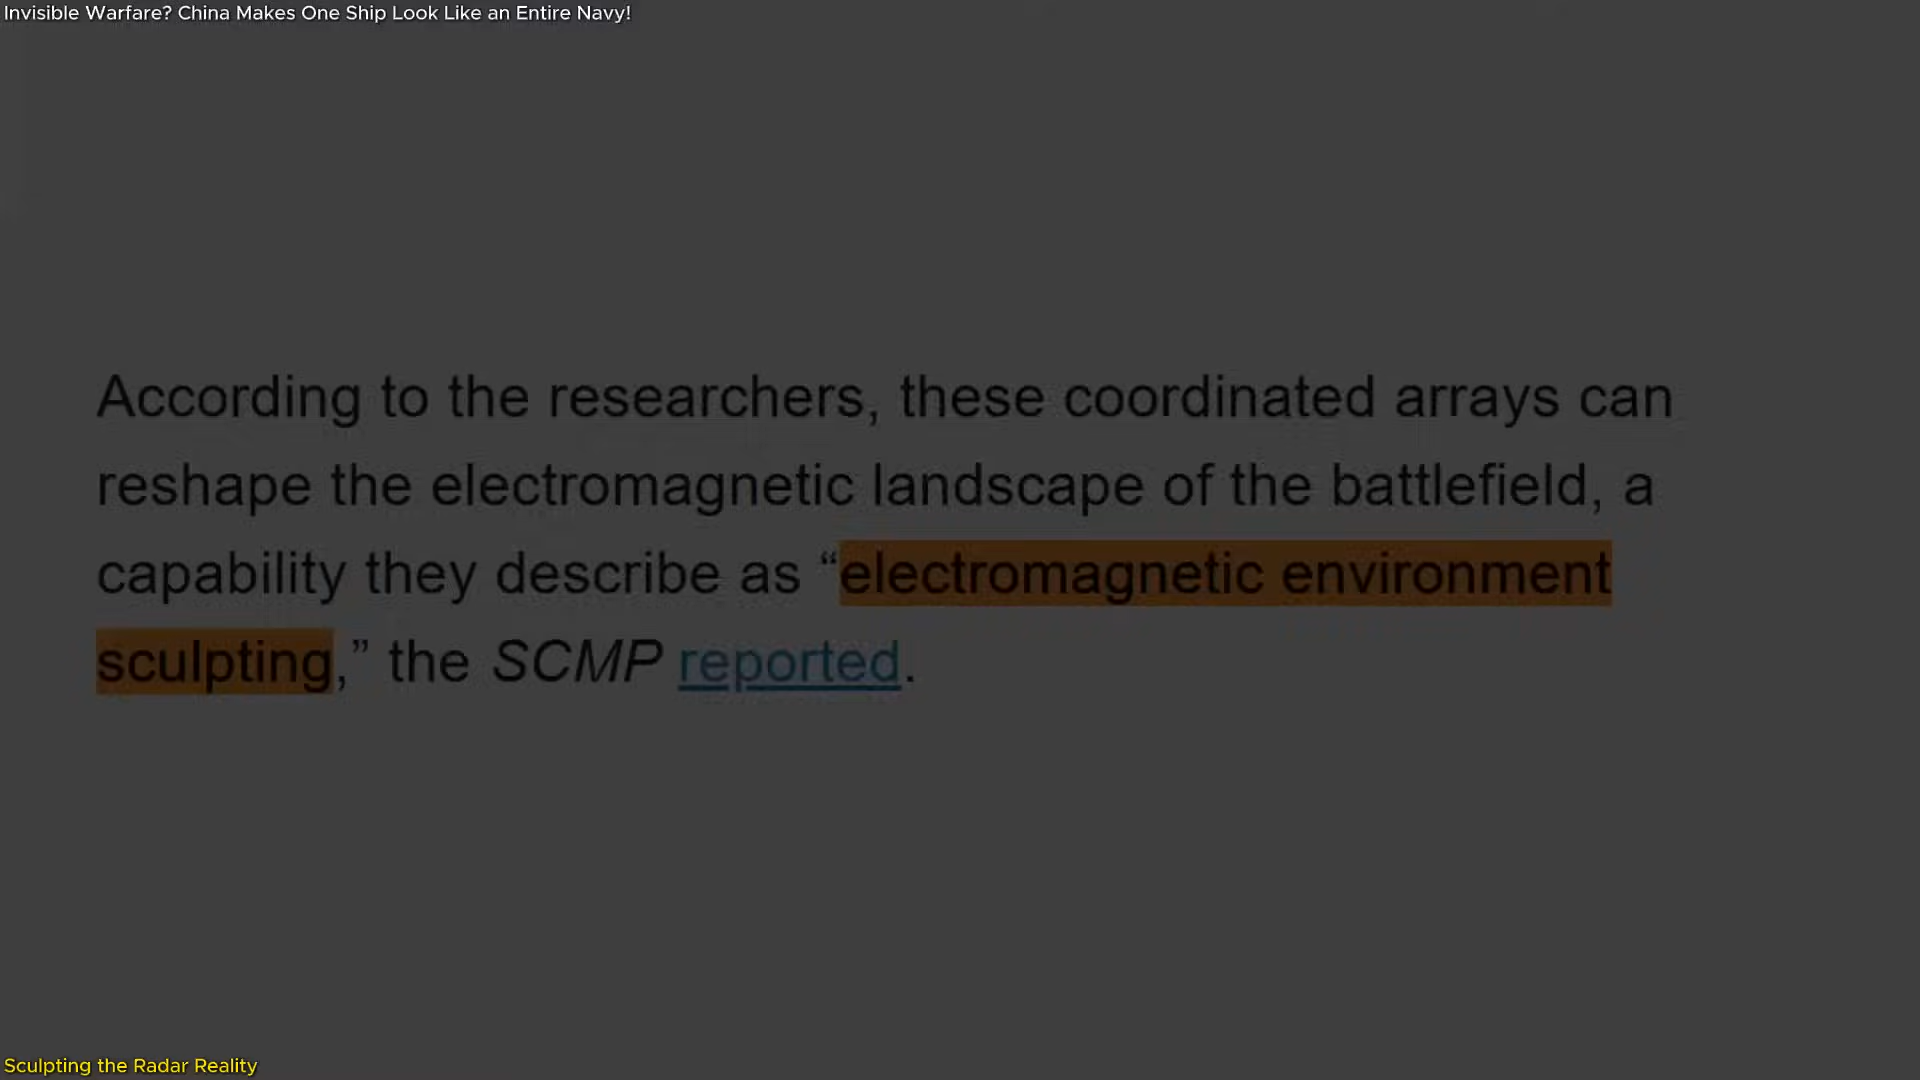 Invisible Warfare? China Makes One Ship Look Like an Entire Navy!
According to the researchers, these coordinated arrays can
reshape the electromagnetic landscape of the battlefield, a
capability they describe as “electromagnetic environment
sculpting,” the SCMP reported.
Sculpting the Radar Reality